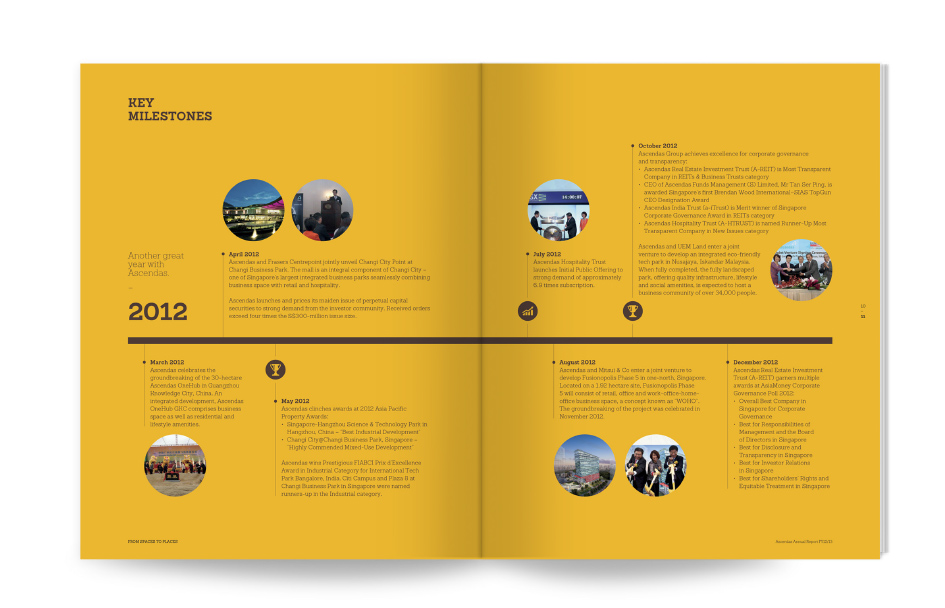 KEY
MILESTONES
Another great
year with
Ascendas.
2012
April 2012
Ascendas and Frasers Centrepoint jointly unveil Changi City Point at
Changi Business Park. The mall is an integral component of Changi City –
one of Singapore's largest integrated business parks seamlessly combining
business space with retail and hospitality.
Ascendas launches and prices its maiden issue of perpetual capital
securities to strong demand from the investor community. Received orders
exceed four times the S$300-million issue size.
March 2012
Ascendas celebrates the
groundbreaking of the 30-hectare
Ascendas OneHub in Guangzhou
Knowledge City, China. An
integrated development, Ascendas
OneHub GKC comprises business
space as well as residential and
lifestyle amenities.
May 2012
Ascendas clinches awards at 2012 Asia Pacific
Property Awards:
• Singapore-Hangzhou Science & Technology Park in
Hangzhou, China – "Best Industrial Development"
• Changi City@Changi Business Park, Singapore –
"Highly Commended Mixed-Use Development"
Ascendas wins Prestigious FIABCI Prix d'Excellence
Award in Industrial Category for International Tech
Park Bangalore, India. Citi Campus and Plaza 8 at
Changi Business Park in Singapore were named
runners-up in the Industrial category.
FROM SPACES TO PLACES
July 2012
Ascendas Hospitality Trust
launches Initial Public Offering to
strong demand of approximately
5.9 times subscription.
October 2012
Ascendas Group achieves excellence for corporate governance
and transparency:
• Ascendas Real Estate Investment Trust (A-REIT) is Most Transparent
Company in REITs & Business Trusts category
• CEO of Ascendas Funds Management (S) Limited, Mr Tan Ser Ping, is
awarded Singapore's first Brendan Wood International–SIAS TopGun
CEO Designation Award
• Ascendas India Trust (a-iTrust) is Merit winner of Singapore
Corporate Governance Award in REITs category
• Ascendas Hospitality Trust (A-HTRUST) is named Runner-Up Most
Transparent Company in New Issues category
Ascendas and UEM Land enter a joint
venture to develop an integrated eco-friendly
tech park in Nusajaya, Iskandar Malaysia.
When fully completed, the fully landscaped
park, offering quality infrastructure, lifestyle
and social amenities, is expected to host a
business community of over 34,000 people.
August 2012
Ascendas and Mitsui & Co enter a joint venture to
develop Fusionopolis Phase 5 in one-north, Singapore.
Located on a 1.62 hectare site, Fusionopolis Phase
5 will consist of retail, office and work-office-home-
office business space, a concept known as "WOHO".
The groundbreaking of the project was celebrated in
November 2012.
December 2012
Ascendas Real Estate Investment
Trust (A-REIT) garners multiple
awards at AsiaMoney Corporate
Governance Poll 2012:
• Overall Best Company in
Singapore for Corporate
Governance
• Best for Responsibilities of
Management and the Board
of Directors in Singapore
• Best for Disclosure and
Transparency in Singapore
• Best for Investor Relations
in Singapore
• Best for Shareholders' Rights and
Equitable Treatment in Singapore
Ascendas Annual Report FY12/13